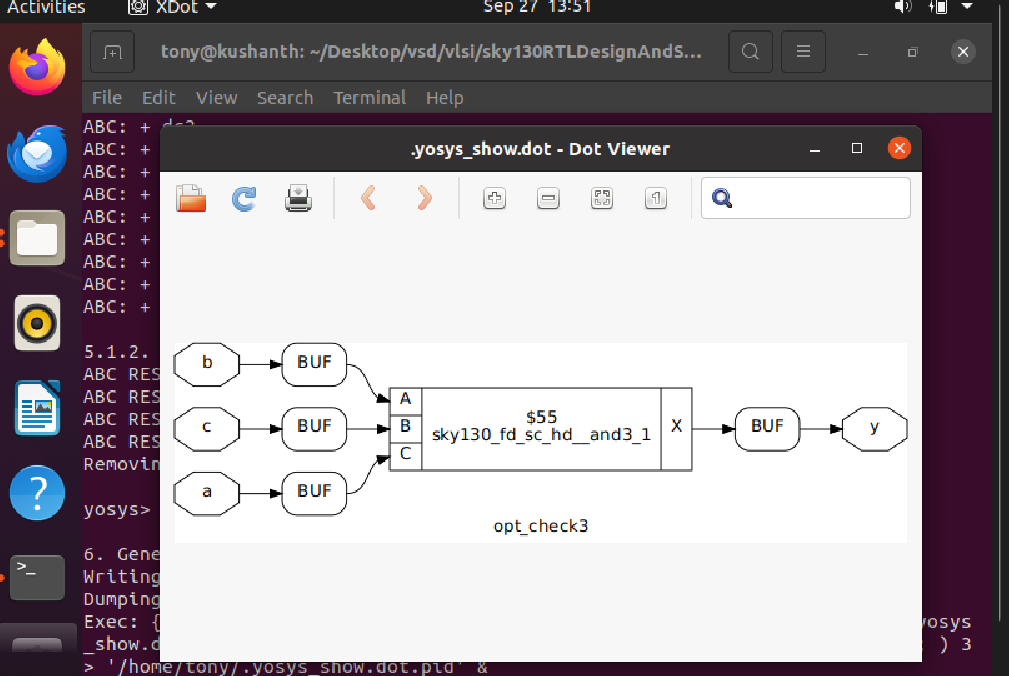 Activities XDot Sep 27 13:51
tony@kushanth: ~/Desktop/vsd/vlsi/sky130RTLDesignAndS...
File Edit View Search Terminal Help
ABC: +
ABC: +
ABC: +
ABC: +
ABC: +
ABC: +
ABC: +
ABC: +
ABC: +
5.1.2.
ABC RES
ABC RES
ABC RES
ABC RES
Removin
yosys>
6. Gene
Writing
Dumping
Exec: { yosys
_show.d ) 3
> '/home/tony/.yosys_show.dot.pid' &
.yosys_show.dot - Dot Viewer
b BUF
c BUF
a BUF
A
B
C
$55
sky130_fd_sc_hd__and3_1
X
BUF y
opt_check3